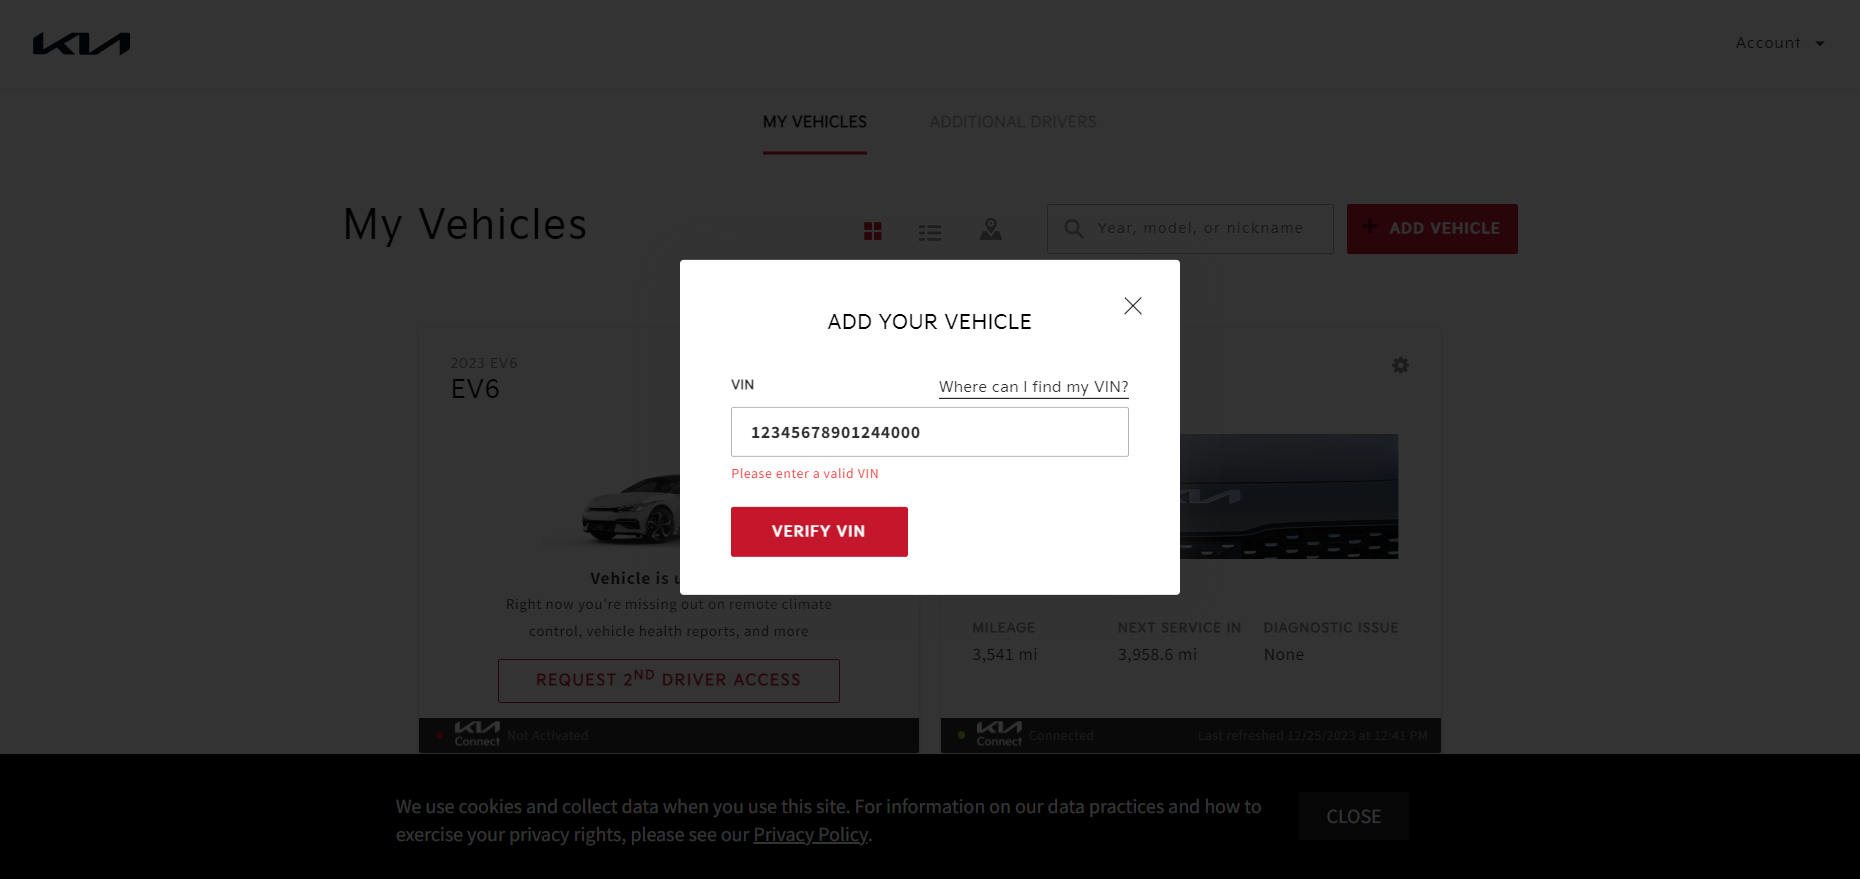 KIA
Account
MY VEHICLES
ADDITIONAL DRIVERS
My Vehicles
Year, model, or nickname
+ ADD VEHICLE
ADD YOUR VEHICLE
VIN
Where can I find my VIN?
12345678901244000
Please enter a valid VIN
VERIFY VIN
2023 EV6
EV6
Vehicle is
Right now you're missing out on remote climate
control, vehicle health reports, and more
REQUEST 2ND DRIVER ACCESS
KIA
Connect
Not Activated
KIA
MILEAGE
NEXT SERVICE IN
DIAGNOSTIC ISSUE
3,541 mi
3,958.6 mi
None
KIA
Connect
Connected
Last refreshed 12/25/2023 at 12:41 PM
We use cookies and collect data when you use this site. For information on our data practices and how to
exercise your privacy rights, please see our Privacy Policy.
CLOSE